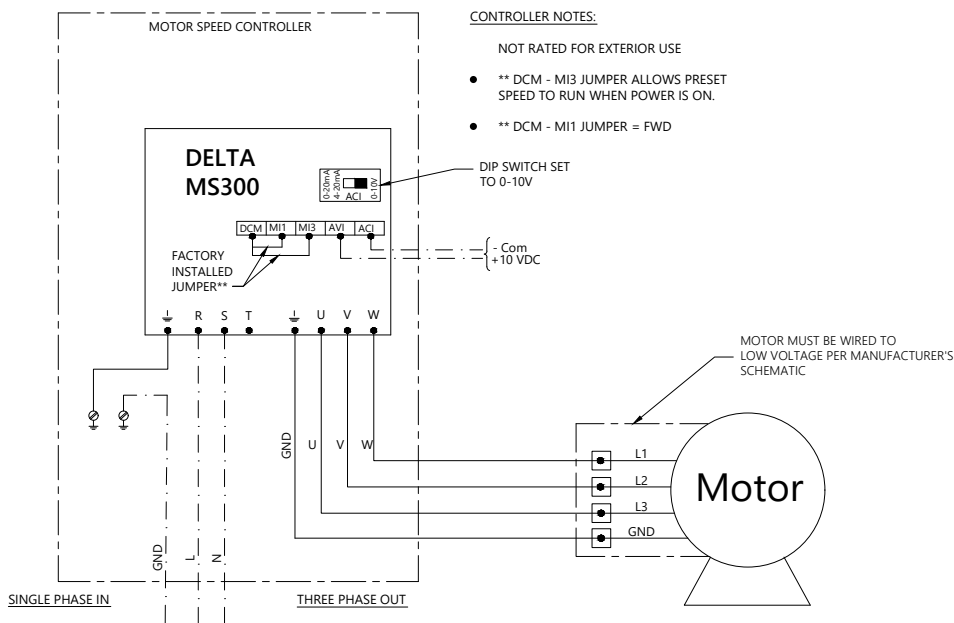 MOTOR SPEED CONTROLLER
CONTROLLER NOTES:
NOT RATED FOR EXTERIOR USE
** DCM - MI3 JUMPER ALLOWS PRESET
SPEED TO RUN WHEN POWER IS ON.
** DCM - MI1 JUMPER = FWD
DELTA
MS300
0-20mA
4-20mA
ACI
0-10V
DIP SWITCH SET
TO 0-10V
DCM MI1 MI3 AVI ACI
FACTORY
INSTALLED
JUMPER**
- Com
+10 VDC
R S T U V W
MOTOR MUST BE WIRED TO
LOW VOLTAGE PER MANUFACTURER'S
SCHEMATIC
GND U V W
L1
L2
L3
GND
Motor
GND L N
SINGLE PHASE IN
THREE PHASE OUT